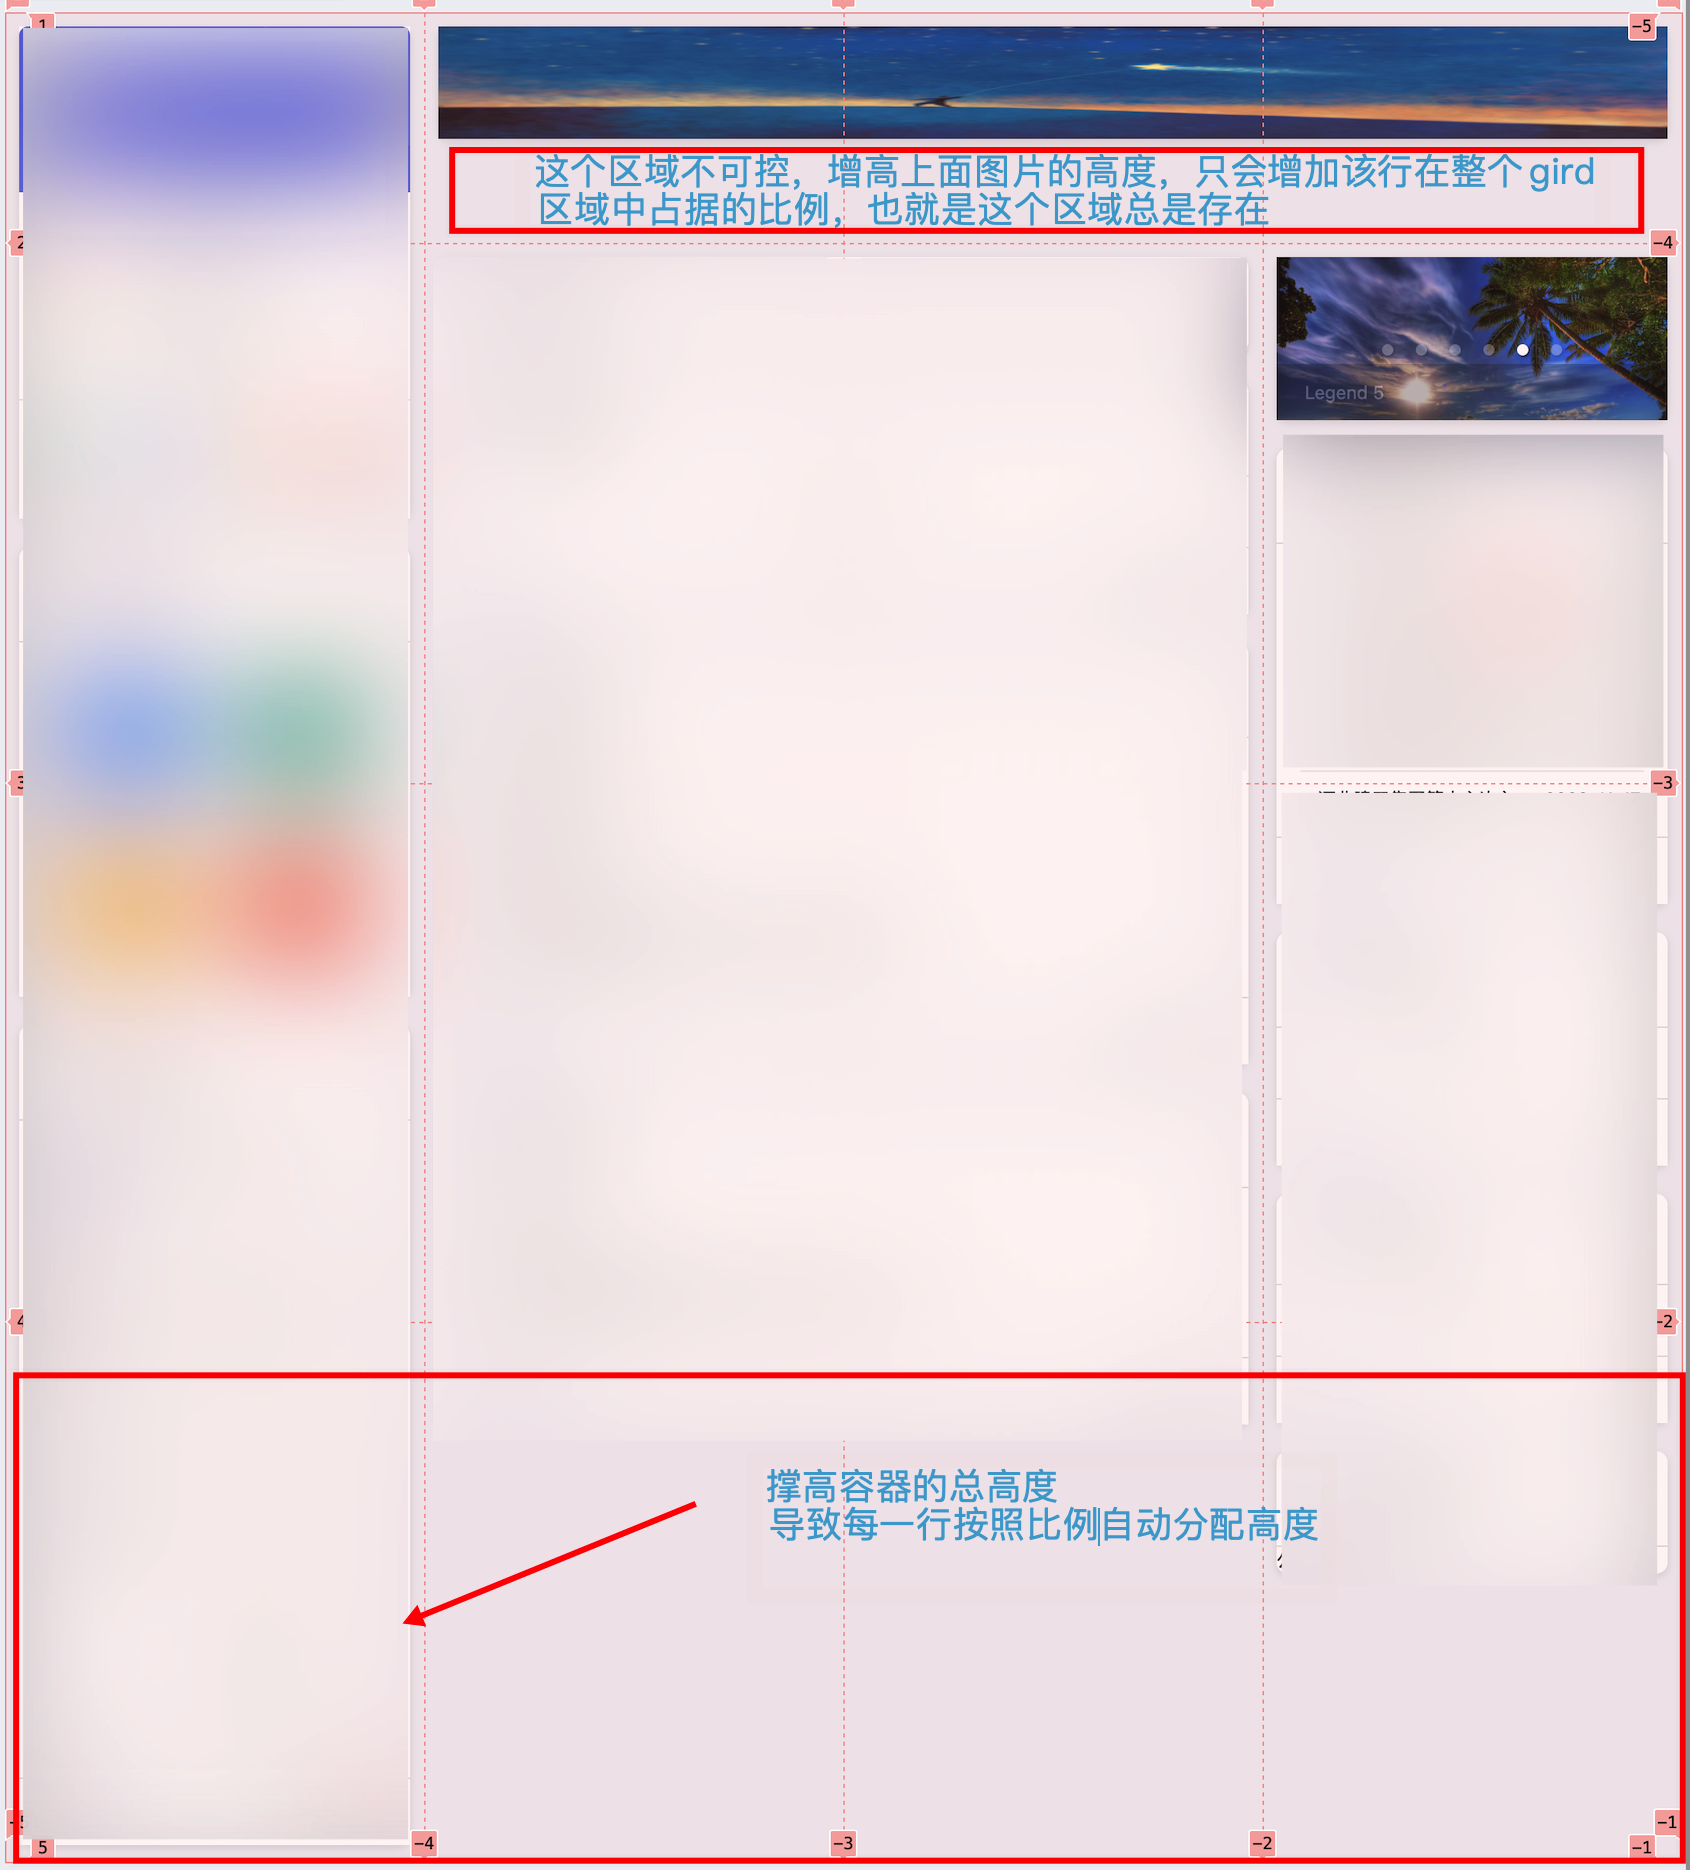 1
−5
这个区域不可控，增高上面图片的高度，只会增加该行在整个 gird
区域中占据的比例，也就是这个区域总是存在
2
−4
Legend 5
3
−3
4
−2
撑高容器的总高度
导致每一行按照比例自动分配高度
−1
5
−4
−3
−2
−1